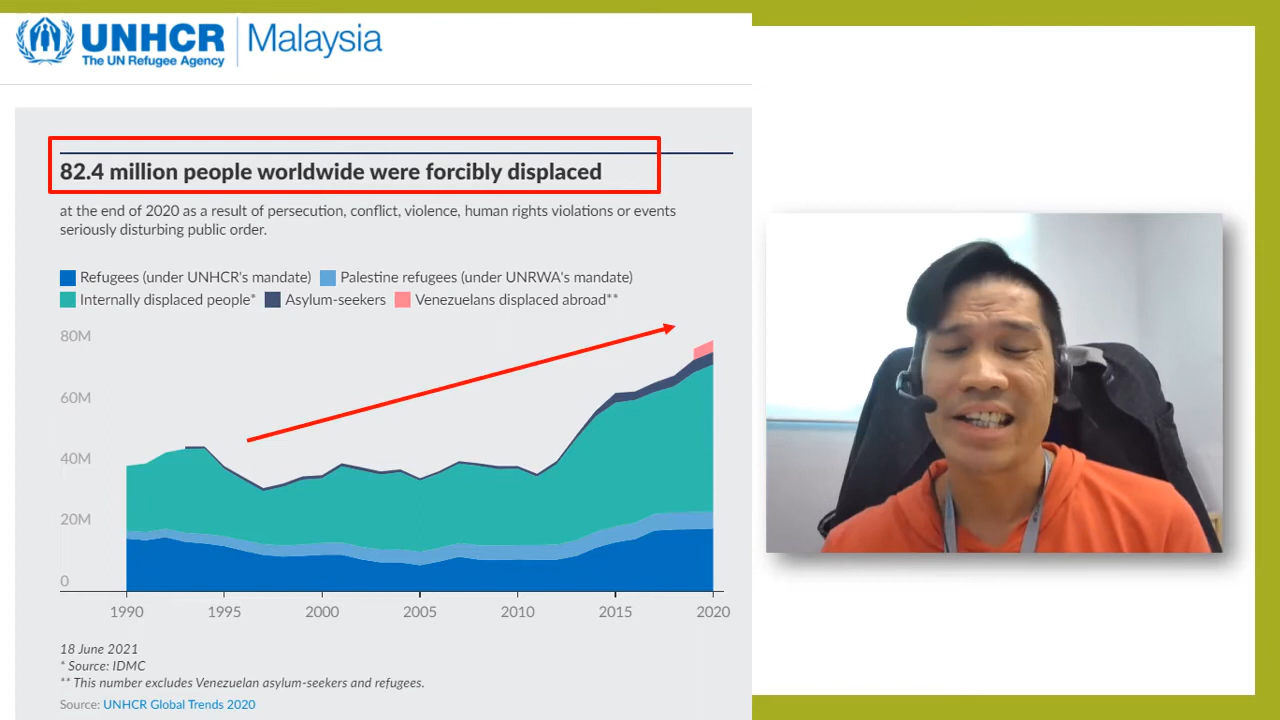 UNHCR Malaysia
The UN Refugee Agency
82.4 million people worldwide were forcibly displaced
at the end of 2020 as a result of persecution, conflict, violence, human rights violations or events
seriously disturbing public order.
Refugees (under UNHCR's mandate) Palestine refugees (under UNRWA's mandate)
Internally displaced people* Asylum-seekers Venezuelans displaced abroad**
80M
60M
40M
20M
0
1990 1995 2000 2005 2010 2015 2020
18 June 2021
* Source: IDMC
** This number excludes Venezuelan asylum-seekers and refugees.
Source: UNHCR Global Trends 2020